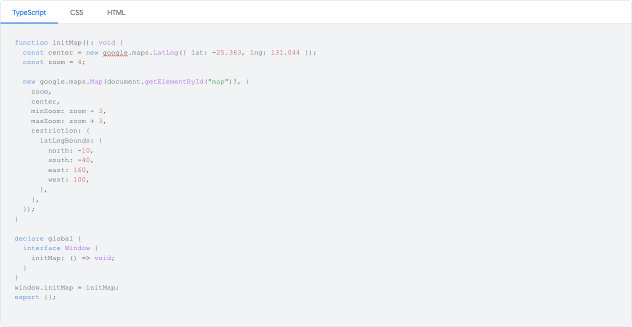 TypeScript CSS HTML
function initMap(): void {
const center = new google.maps.LatLng({ lat: -25.363, lng: 131.044 });
const zoom = 4;
new google.maps.Map(document.getElementById("map")!, {
zoom,
center,
minZoom: zoom - 3,
maxZoom: zoom + 3,
restriction: {
latLngBounds: {
north: -10,
south: -40,
east: 160,
west: 100,
},
},
});
}
declare global {
interface Window {
initMap: () => void;
}
}
window.initMap = initMap;
export {};